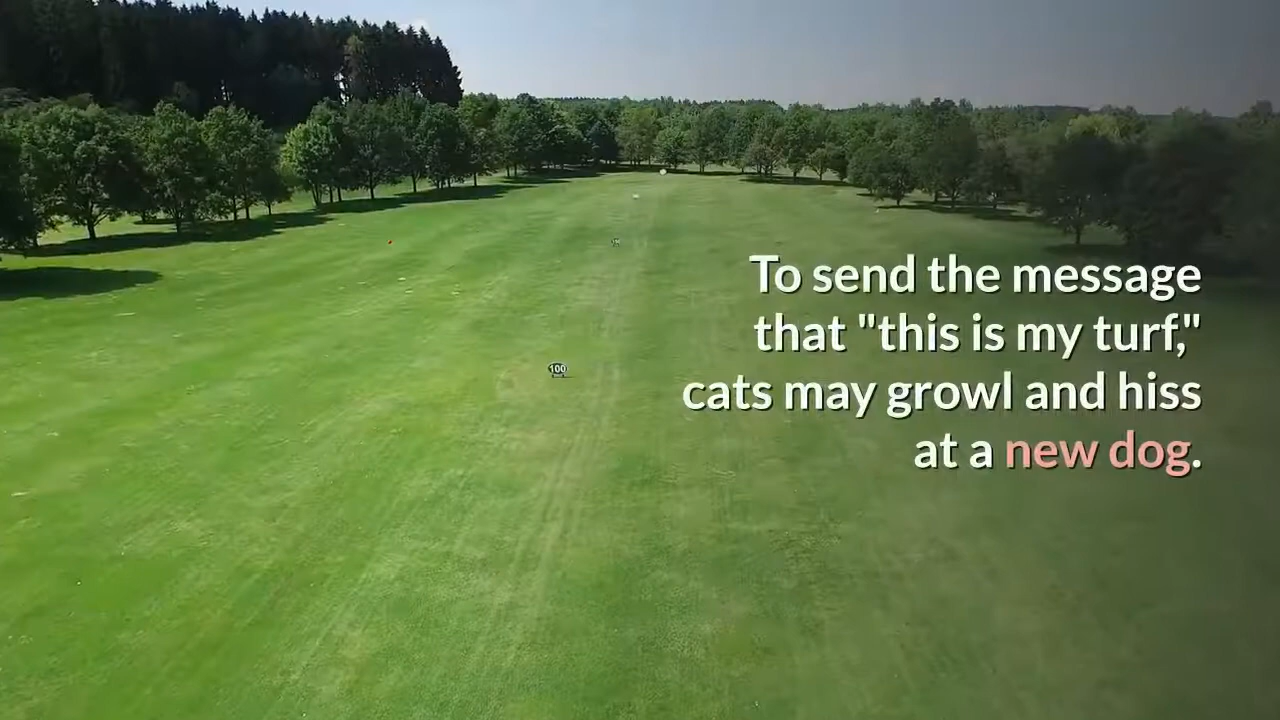 100
To send the message
that "this is my turf,"
cats may growl and hiss
at a new dog.